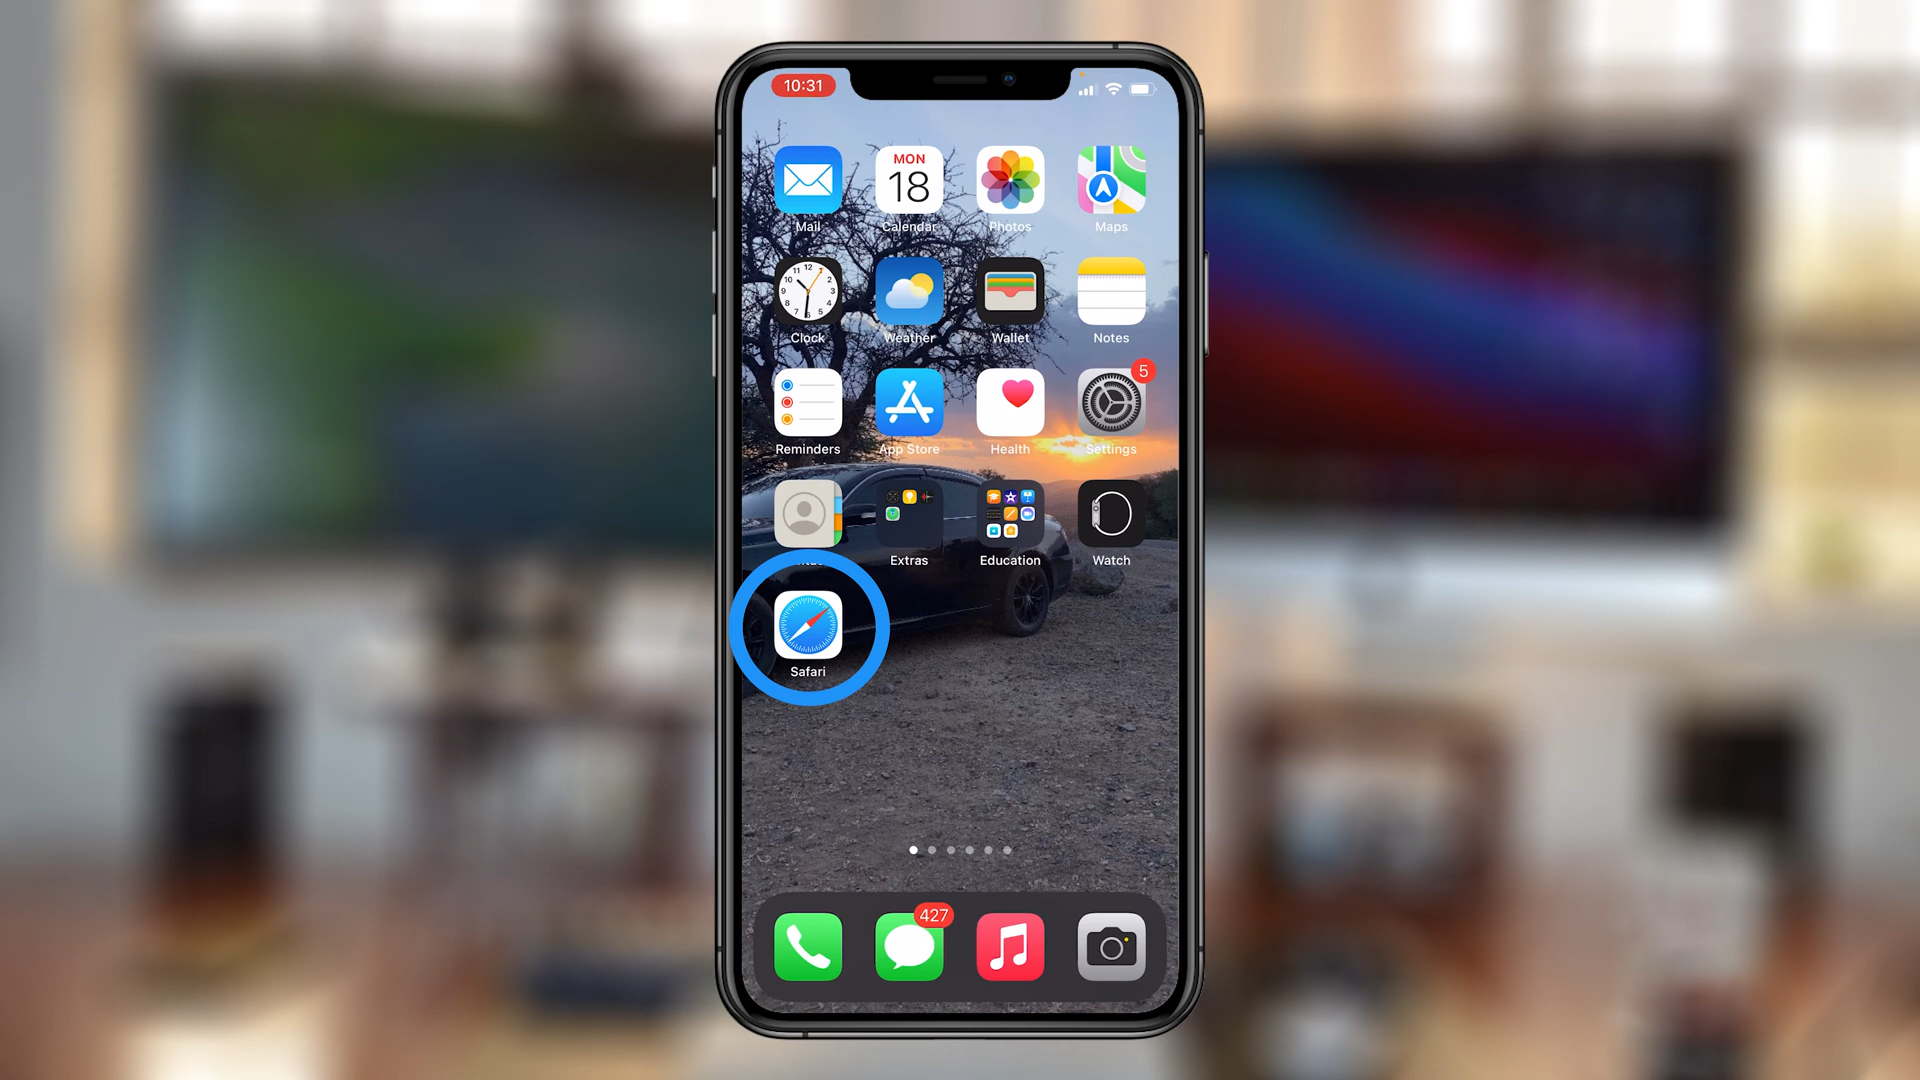 10:31
MON
18
Mail
Calendar
Photos
Maps
Clock
Weather
Wallet
Notes
5
Reminders
App Store
Health
Settings
Extras
Education
Watch
Safari
427